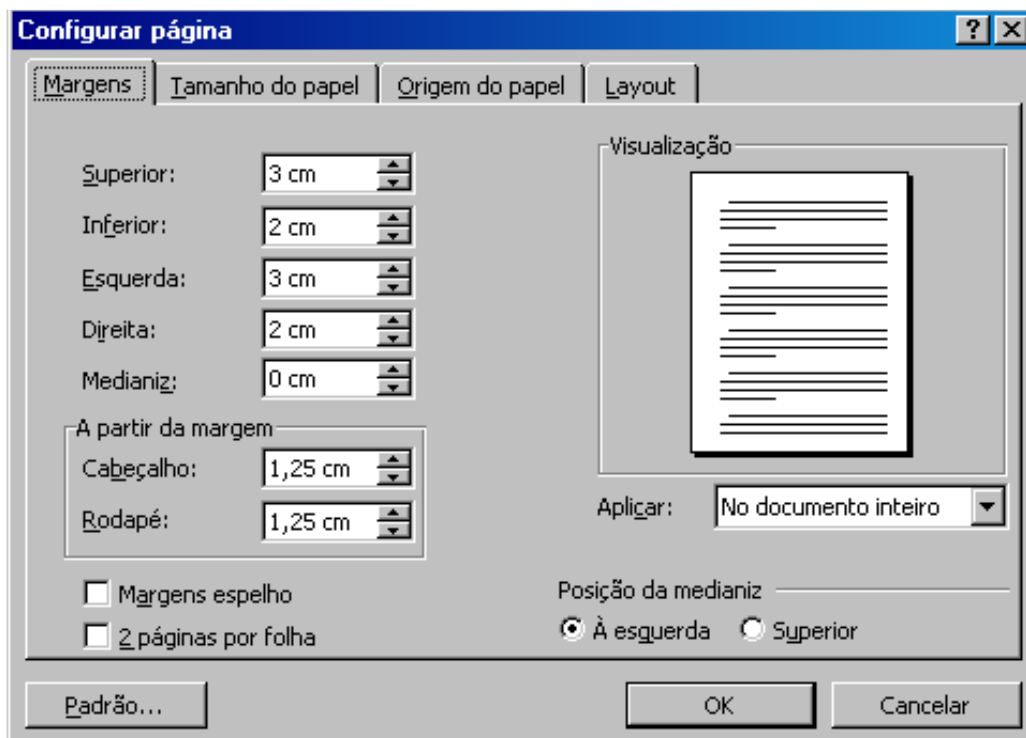 Configurar página
Margens Tamanho do papel Origem do papel Layout
Superior: 3 cm
Inferior: 2 cm
Esquerda: 3 cm
Direita: 2 cm
Medianiz: 0 cm
A partir da margem
Cabeçalho: 1,25 cm
Rodapé: 1,25 cm
Margens espelho
2 páginas por folha
Visualização
Aplicar: No documento inteiro
Posição da medianiz
À esquerda Superior
Padrão... OK Cancelar